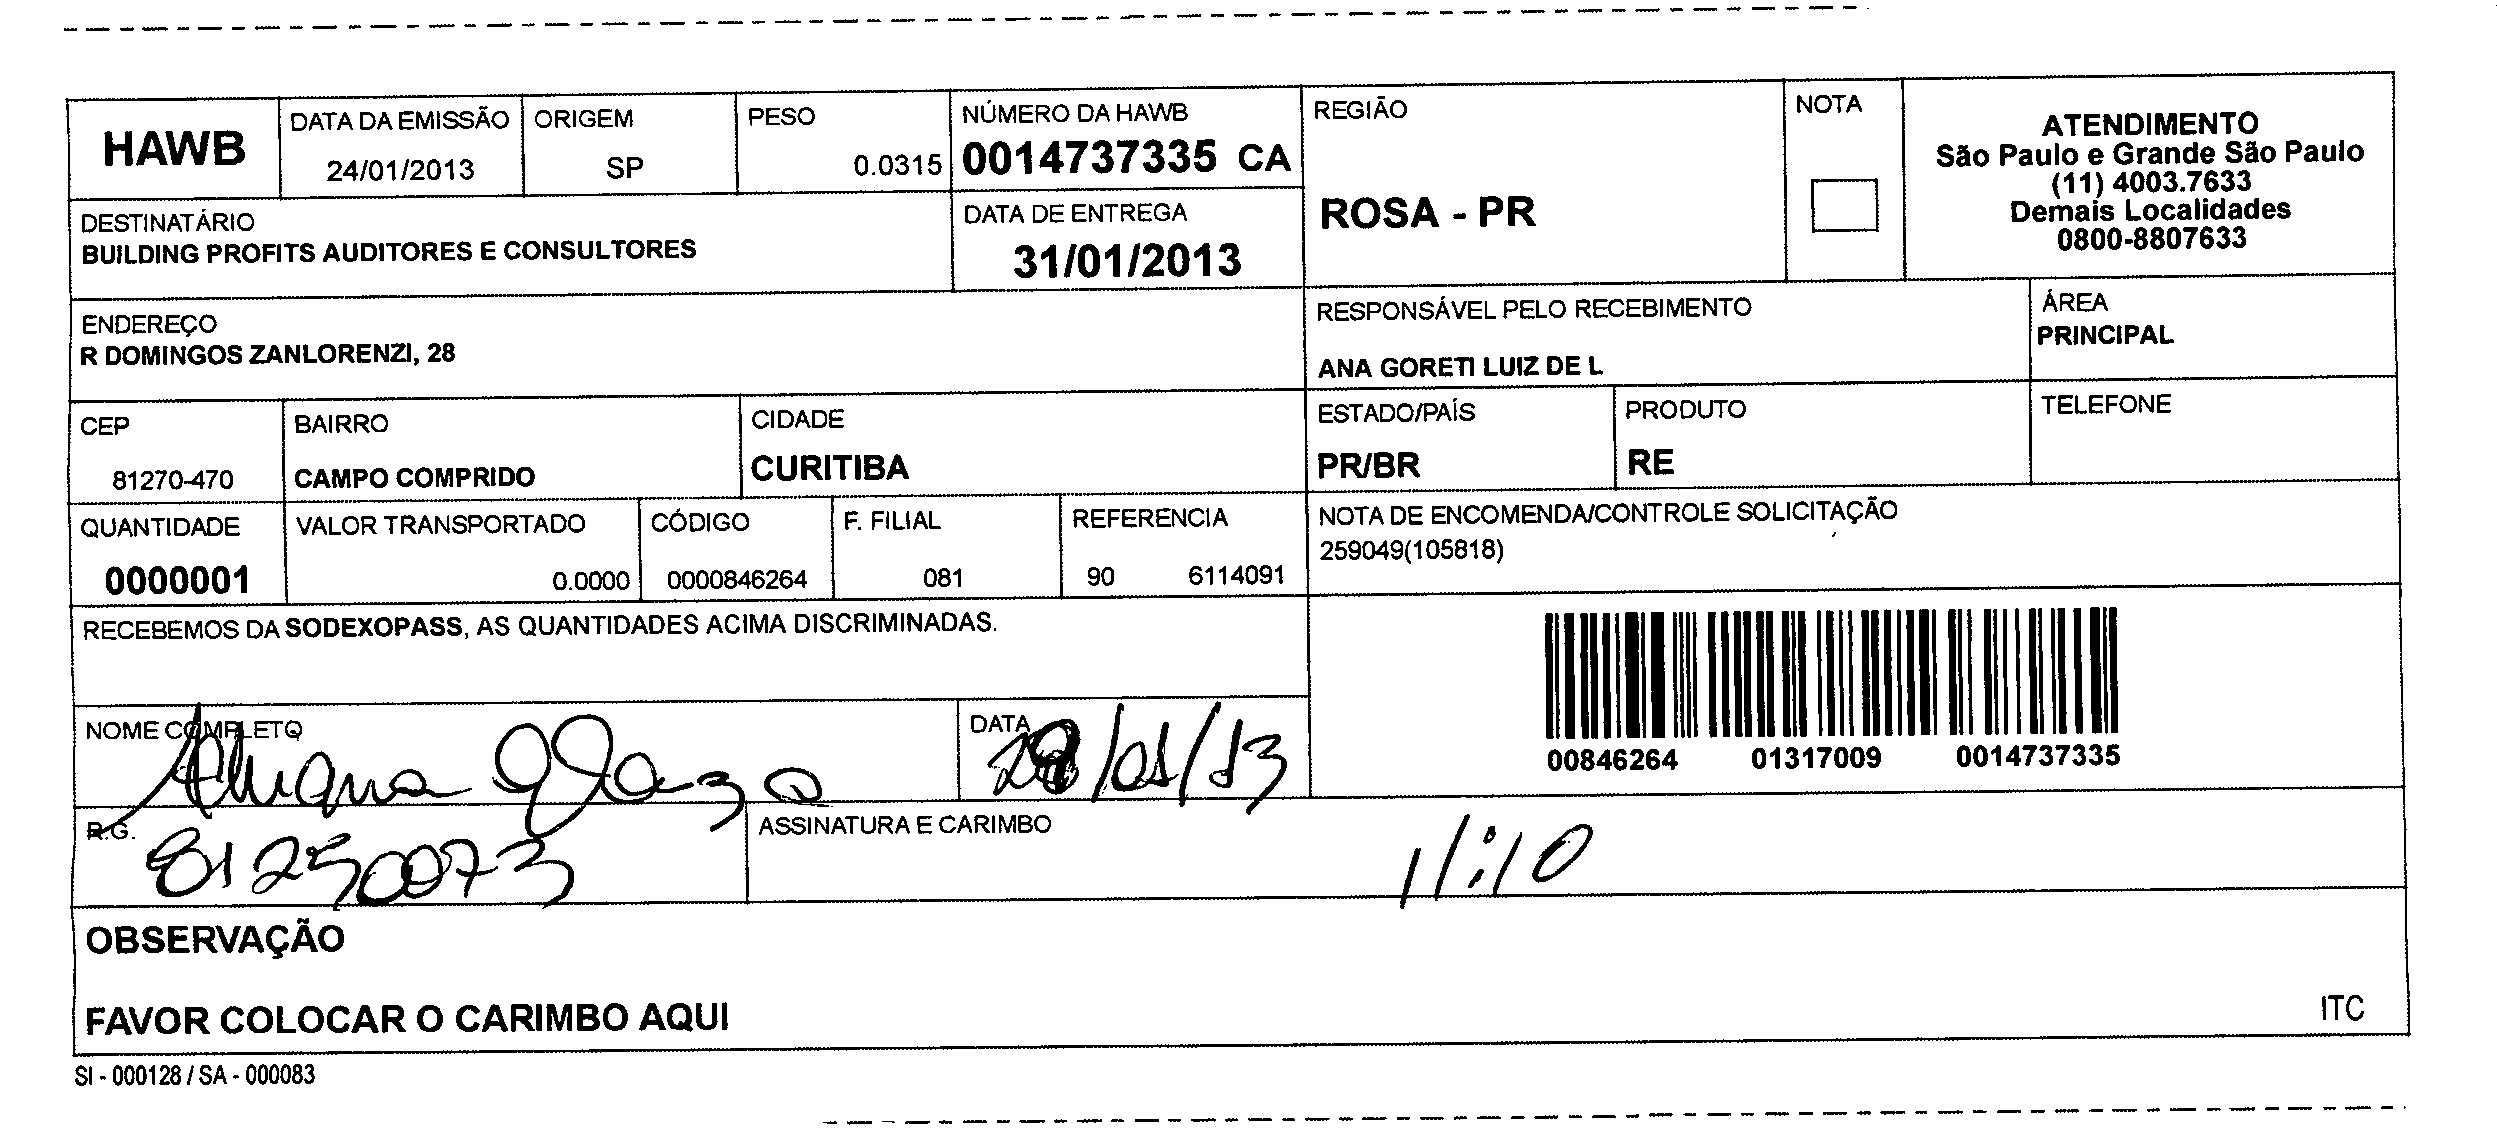 HAWB
DATA DA EMISSÃO
24/01/2013
ORIGEM
SP
PESO
0.0315
NÚMERO DA HAWB
0014737335 CA
REGIÃO
ROSA - PR
NOTA
ATENDIMENTO
São Paulo e Grande São Paulo
(11) 4003.7633
Demais Localidades
0800-8807633
DESTINATÁRIO
BUILDING PROFITS AUDITORES E CONSULTORES
DATA DE ENTREGA
31/01/2013
ENDEREÇO
R DOMINGOS ZANLORENZI, 28
RESPONSÁVEL PELO RECEBIMENTO
ANA GORETI LUIZ DE L
ÁREA
PRINCIPAL
CEP
81270-470
BAIRRO
CAMPO COMPRIDO
CIDADE
CURITIBA
ESTADO/PAÍS
PR/BR
PRODUTO
RE
TELEFONE
QUANTIDADE
0000001
VALOR TRANSPORTADO
0.0000
CÓDIGO
0000846264
F. FILIAL
081
REFERENCIA
90 6114091
NOTA DE ENCOMENDA/CONTROLE SOLICITAÇÃO
259049(105818)
RECEBEMOS DA SODEXOPASS, AS QUANTIDADES ACIMA DISCRIMINADAS.
00846264 01317009 0014737335
NOME COMPLETO
DATA
/01/13
R.G.
81250073
ASSINATURA E CARIMBO
11:10
OBSERVAÇÃO
FAVOR COLOCAR O CARIMBO AQUI
ITC
SI - 000128 / SA - 000083